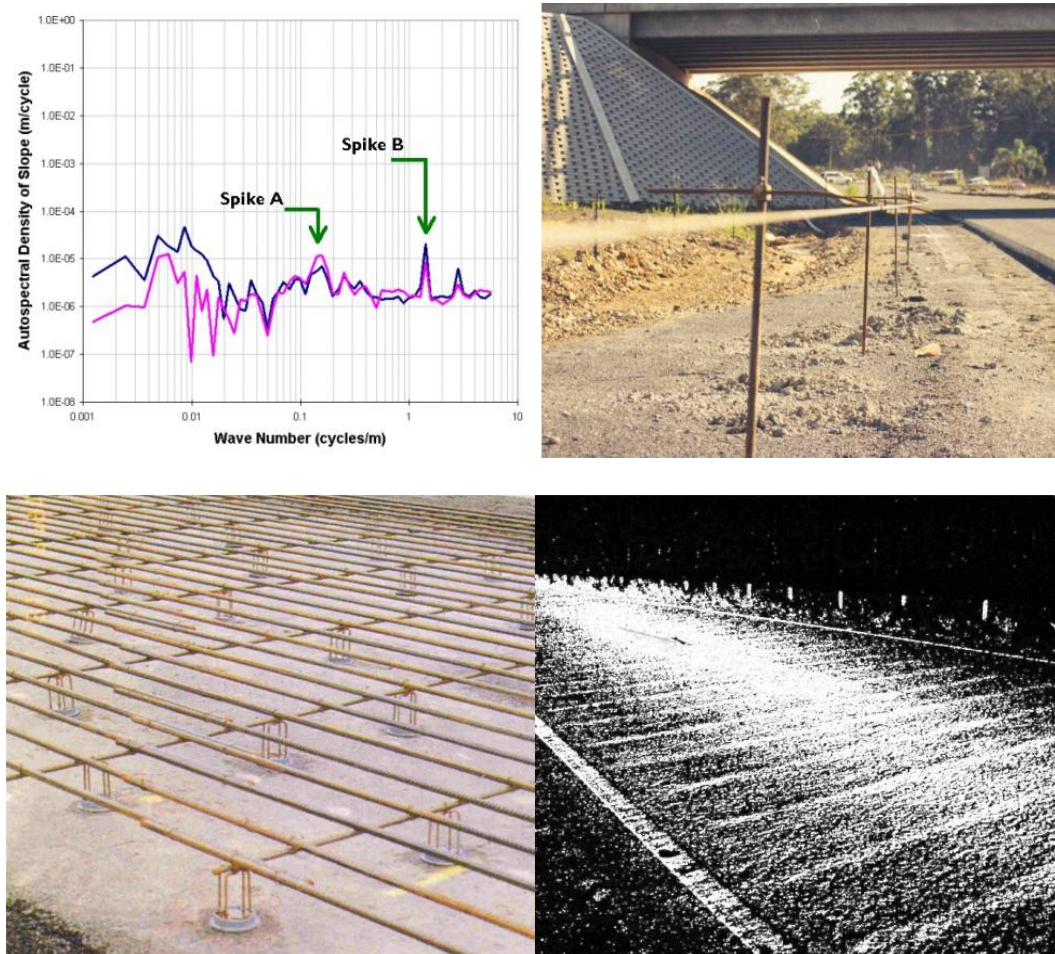 1.0E+00
1.0E-01
1.0E-02
1.0E-03
1.0E-04
1.0E-05
1.0E-06
1.0E-07
1.0E-08
Autospectral Density of Slope (m/cycle)
Spike A
Spike B
0.001 0.01 0.1 1 10
Wave Number (cycles/m)